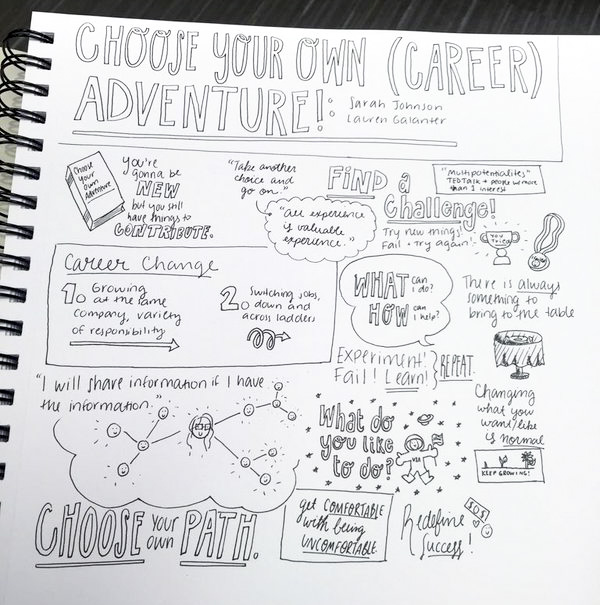 CHOOSE YOUR OWN (CAREER)
ADVENTURE!:
Sarah Johnson
Lauren Galanter
Choose
Your
Own
Adventure
you're
gonna be
NEW
but you still
have things to
CONTRIBUTE.
"Take another
choice and
go on."
"all experience
is valuable
experience."
FIND a
Challenge!
Try new things!
Fail + try again!
"Multipotentialites"
TEDTalk + people w more
than 1 interest
YOU
TRIED
Career Change
1. Growing
at the same
company, variety
of responsibility
2. Switching jobs,
down and
across ladders
WHAT can
i do?
HOW can
i help?
There is always
something to
bring to the table
Experiment!
Fail! Learn!
REPEAT.
"I will share information if I have
the information."
What do
you like
to do?
Changing
what you
want/like
is normal
KEEP GROWING!
CHOOSE your
own PATH.
get COMFORTABLE
with being
UNCOMFORTABLE.
Redefine
Success!